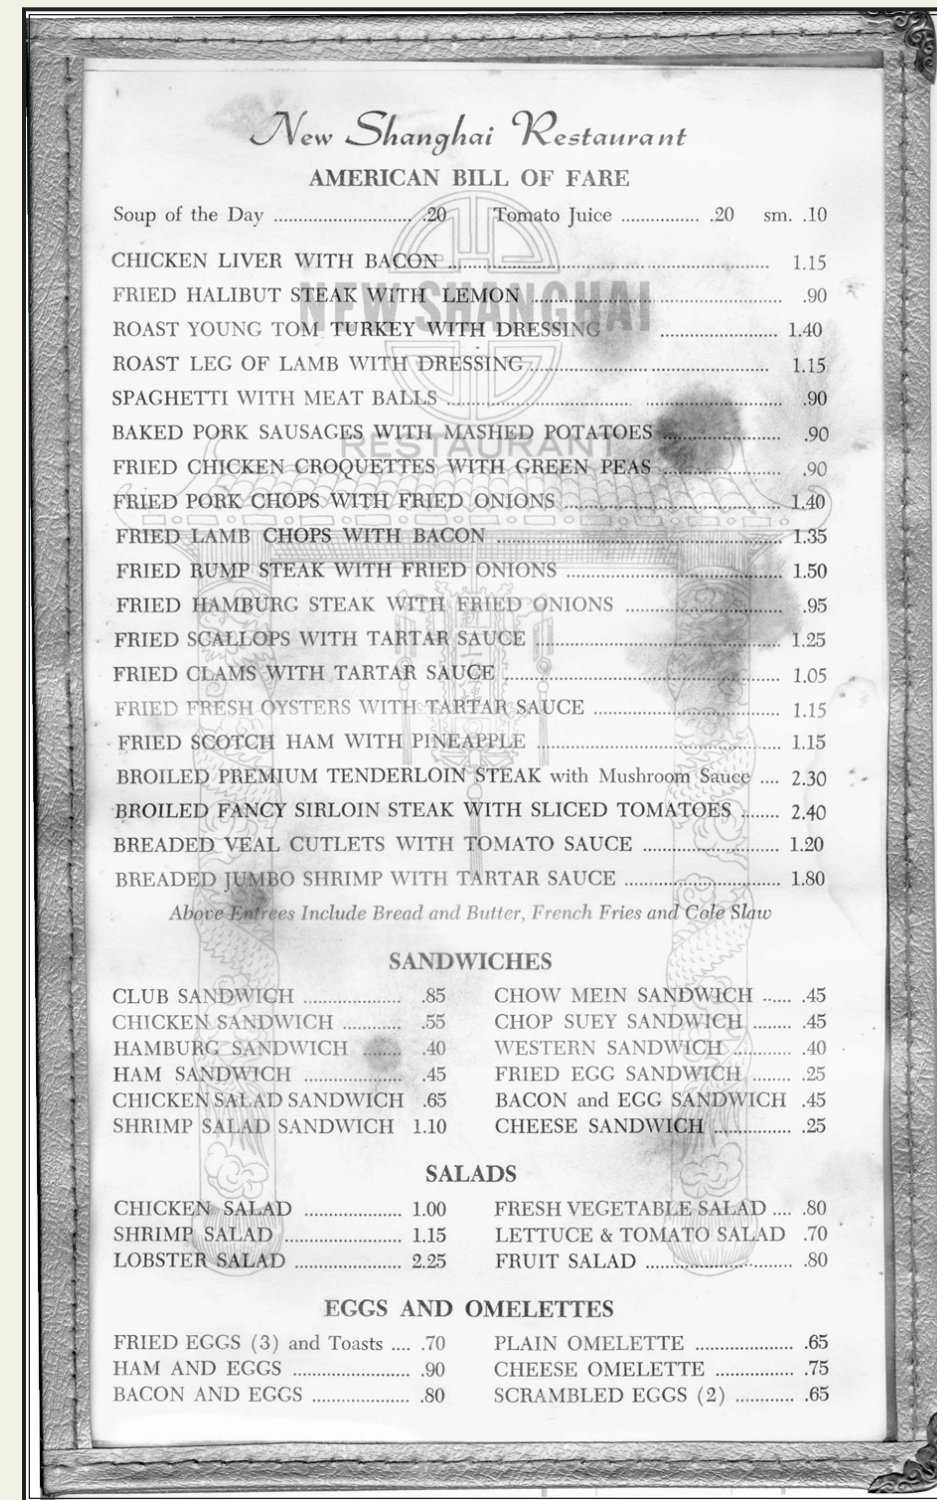 New Shanghai Restaurant
AMERICAN BILL OF FARE
Soup of the Day .......................... .20 Tomato Juice ............... .20 sm. .10
CHICKEN LIVER WITH BACON ........................................ 1.15
FRIED HALIBUT STEAK WITH LEMON ........................................ .90
ROAST YOUNG TOM TURKEY WITH DRESSING ...................... 1.40
ROAST LEG OF LAMB WITH DRESSING ........................................ 1.15
SPAGHETTI WITH MEAT BALLS ........................................ .90
BAKED PORK SAUSAGES WITH MASHED POTATOES ...................... .90
FRIED CHICKEN CROQUETTES WITH GREEN PEAS ...................... .90
FRIED PORK CHOPS WITH FRIED ONIONS ........................................ 1.40
FRIED LAMB CHOPS WITH BACON ........................................ 1.35
FRIED RUMP STEAK WITH FRIED ONIONS ........................................ 1.50
FRIED HAMBURG STEAK WITH FRIED ONIONS .............................. .95
FRIED SCALLOPS WITH TARTAR SAUCE ........................................ 1.25
FRIED CLAMS WITH TARTAR SAUCE ........................................ 1.05
FRIED FRESH OYSTERS WITH TARTAR SAUCE .............................. 1.15
FRIED SCOTCH HAM WITH PINEAPPLE ........................................ 1.15
BROILED PREMIUM TENDERLOIN STEAK with Mushroom Sauce .... 2.30
BROILED FANCY SIRLOIN STEAK WITH SLICED TOMATOES ........ 2.40
BREADED VEAL CUTLETS WITH TOMATO SAUCE ......................... 1.20
BREADED JUMBO SHRIMP WITH TARTAR SAUCE ......................... 1.80
Above Entrees Include Bread and Butter, French Fries and Cole Slaw
SANDWICHES
CLUB SANDWICH .................... .85 CHOW MEIN SANDWICH ...... .45
CHICKEN SANDWICH ............ .55 CHOP SUEY SANDWICH ........ .45
HAMBURG SANDWICH ........ .40 WESTERN SANDWICH ............ .40
HAM SANDWICH .................... .45 FRIED EGG SANDWICH ........ .25
CHICKEN SALAD SANDWICH .65 BACON and EGG SANDWICH .45
SHRIMP SALAD SANDWICH 1.10 CHEESE SANDWICH ................ .25
SALADS
CHICKEN SALAD .................... 1.00 FRESH VEGETABLE SALAD .... .80
SHRIMP SALAD ........................ 1.15 LETTUCE & TOMATO SALAD .70
LOBSTER SALAD ...................... 2.25 FRUIT SALAD .............................. .80
EGGS AND OMELETTES
FRIED EGGS (3) and Toasts .... .70 PLAIN OMELETTE .................... .65
HAM AND EGGS ........................ .90 CHEESE OMELETTE ................ .75
BACON AND EGGS .................... .80 SCRAMBLED EGGS (2) ............ .65
NEW SHANGHAI
RESTAURANT